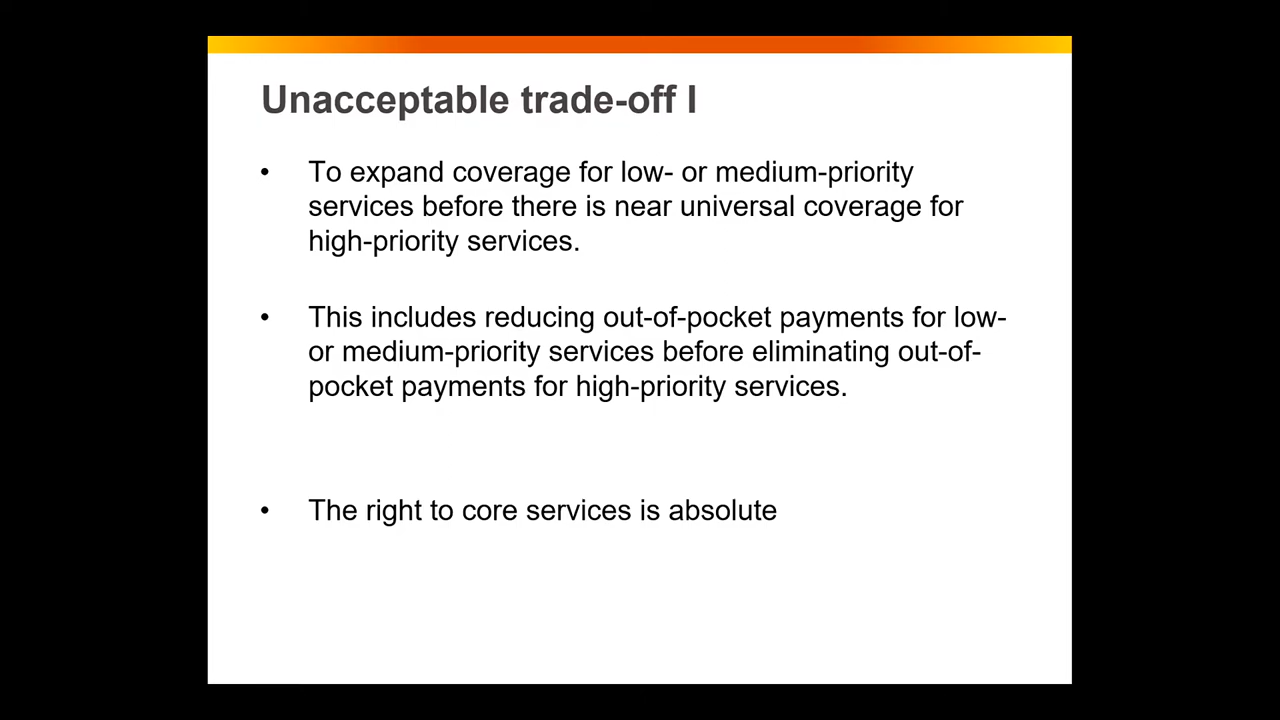 Unacceptable trade-off I
• To expand coverage for low- or medium-priority
services before there is near universal coverage for
high-priority services.
• This includes reducing out-of-pocket payments for low-
or medium-priority services before eliminating out-of-
pocket payments for high-priority services.
• The right to core services is absolute